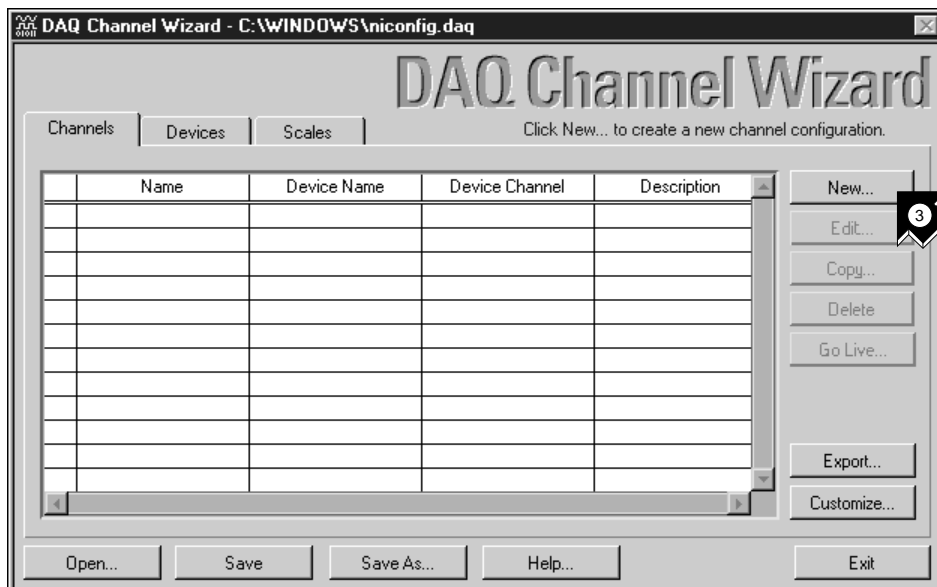 DAQ Channel Wizard - C:\WINDOWS\niconfig.daq
DAQ Channel Wizard
Channels Devices Scales
Click New... to create a new channel configuration.
Name Device Name Device Channel Description
New...
3
Edit...
Copy...
Delete
Go Live...
Export...
Customize...
Open... Save Save As... Help... Exit